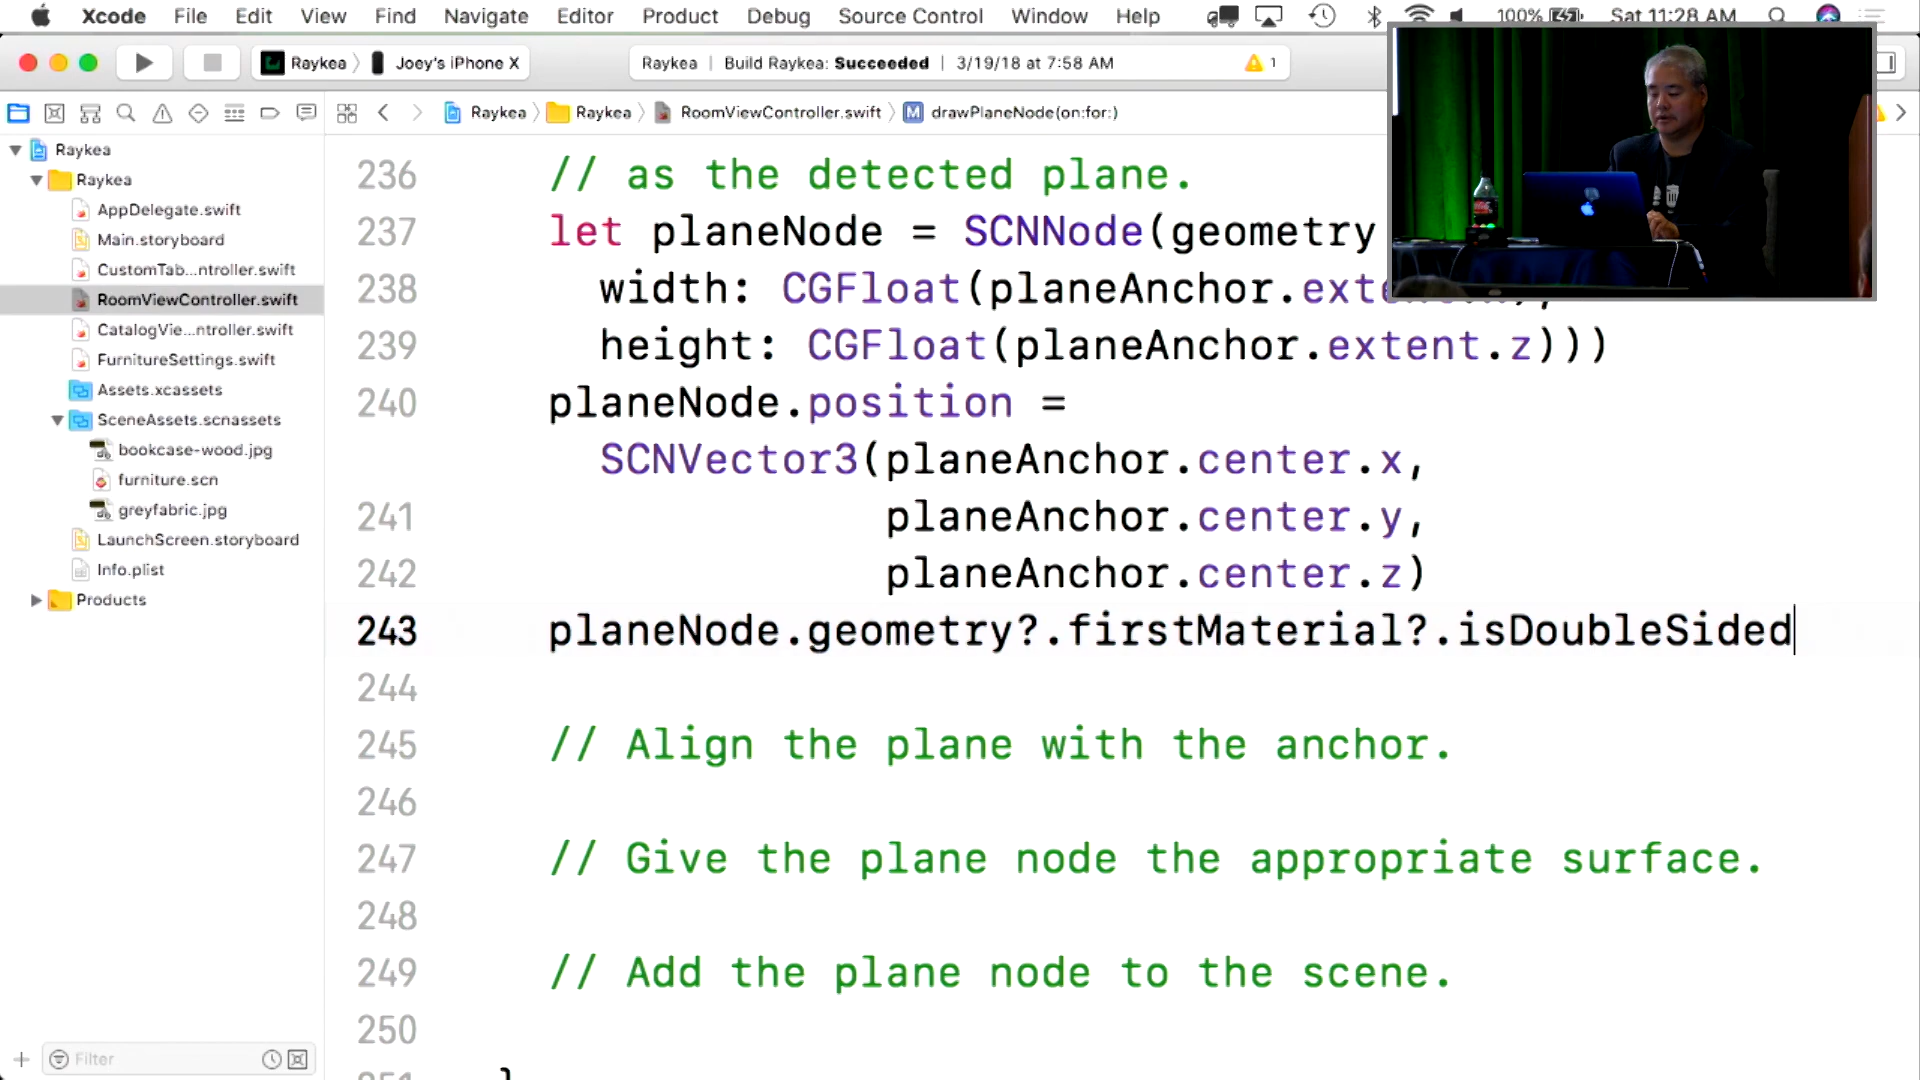 Xcode File Edit View Find Navigate Editor Product Debug Source Control Window Help 100% Sat 11:28 AM
Raykea Joey's iPhone X Raykea | Build Raykea: Succeeded | 3/19/18 at 7:58 AM 1
Raykea Raykea RoomViewController.swift M drawPlaneNode(on:for:)
Raykea
Raykea
AppDelegate.swift
Main.storyboard
CustomTab...ntroller.swift
RoomViewController.swift
CatalogVie...ntroller.swift
FurnitureSettings.swift
Assets.xcassets
SceneAssets.scnassets
bookcase-wood.jpg
furniture.scn
greyfabric.jpg
LaunchScreen.storyboard
Info.plist
Products
Filter
236 // as the detected plane.
237 let planeNode = SCNNode(geometry
238 width: CGFloat(planeAnchor.
239 height: CGFloat(planeAnchor.extent.z)))
240 planeNode.position =
SCNVector3(planeAnchor.center.x,
241 planeAnchor.center.y,
242 planeAnchor.center.z)
243 planeNode.geometry?.firstMaterial?.isDoubleSided
244
245 // Align the plane with the anchor.
246
247 // Give the plane node the appropriate surface.
248
249 // Add the plane node to the scene.
250